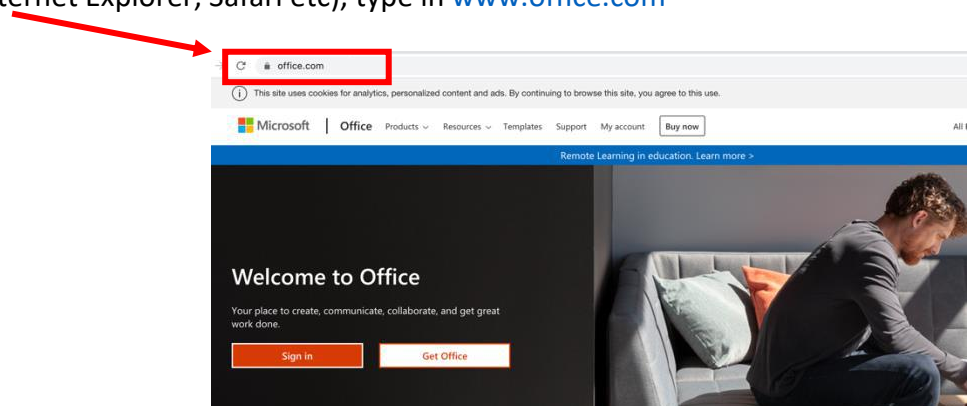 ternet Explorer, Safari etc), type in www.office.com
office.com
This site uses cookies for analytics, personalized content and ads. By continuing to browse this site, you agree to this use.
Microsoft | Office Products Resources Templates Support My account Buy now All
Remote Learning in education. Learn more >
Welcome to Office
Your place to create, communicate, collaborate, and get great
work done.
Sign in Get Office